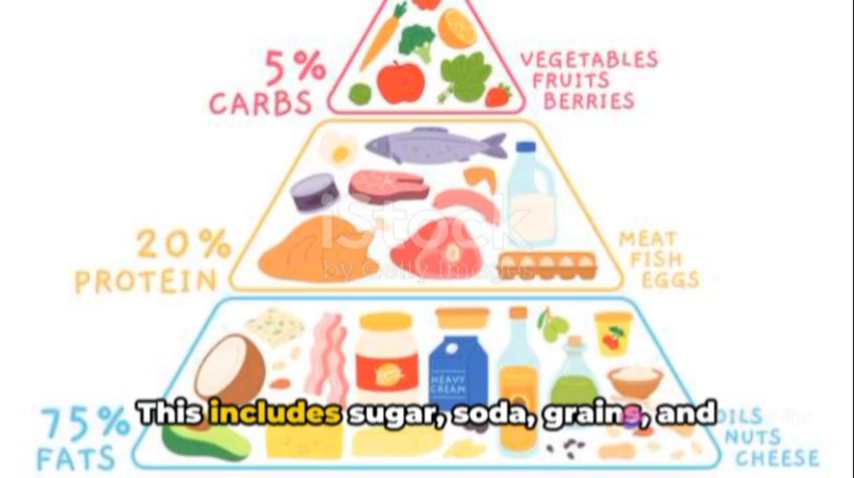 5%
CARBS
VEGETABLES
FRUITS
BERRIES
iStock
by Getty Images
20%
PROTEIN
MEAT
FISH
EGGS
HEAVY
CREAM
This includes sugar, soda, grains, and
75%
FATS
OILS
NUTS
CHEESE